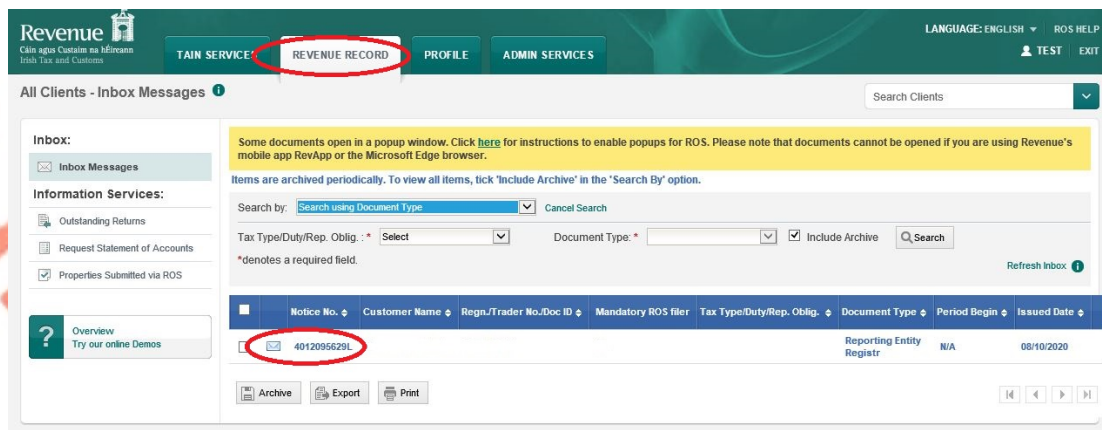 Revenue
Cáin agus Custaim na hÉireann
Irish Tax and Customs
LANGUAGE: ENGLISH ROS HELP
TEST EXIT
TAIN SERVICES REVENUE RECORD PROFILE ADMIN SERVICES
All Clients - Inbox Messages i
Search Clients
Inbox:
Inbox Messages
Information Services:
Outstanding Returns
Request Statement of Accounts
Properties Submitted via ROS
?
Overview
Try our online Demos
Some documents open in a popup window. Click here for instructions to enable popups for ROS. Please note that documents cannot be opened if you are using Revenue's
mobile app RevApp or the Microsoft Edge browser.
Items are archived periodically. To view all items, tick 'Include Archive' in the 'Search By' option.
Search by: Search using Document Type Cancel Search
Tax Type/Duty/Rep. Oblig. : * Select Document Type: * Include Archive Search
*denotes a required field.
Refresh Inbox i
Notice No. Customer Name Regn./Trader No./Doc ID Mandatory ROS filer Tax Type/Duty/Rep. Oblig. Document Type Period Begin Issued Date
4012095629L Reporting Entity N/A 08/10/2020
Registr
Archive Export Print